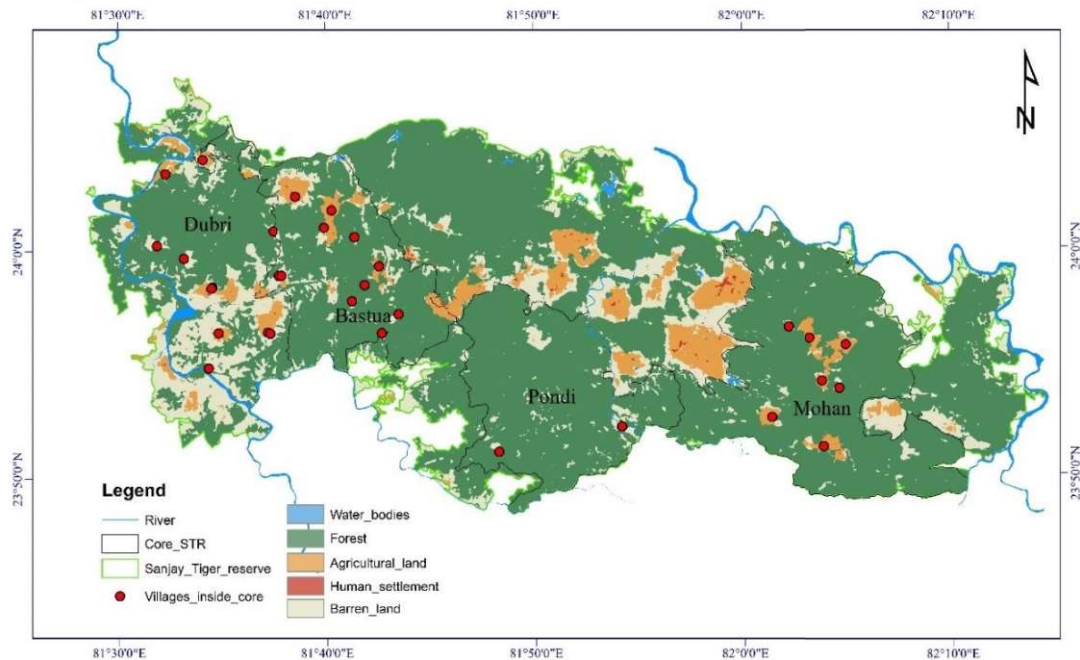 81°30'0"E 81°40'0"E 81°50'0"E 82°0'0"E 82°10'0"E
N
Dubri
24°0'0"N 24°0'0"N
Bastua
Pondi
Mohan
23°50'0"N 23°50'0"N
Legend
River
Core_STR
Sanjay_Tiger_reserve
Villages_inside_core
Water_bodies
Forest
Agricultural_land
Human_settlement
Barren_land
81°30'0"E 81°40'0"E 81°50'0"E 82°0'0"E 82°10'0"E